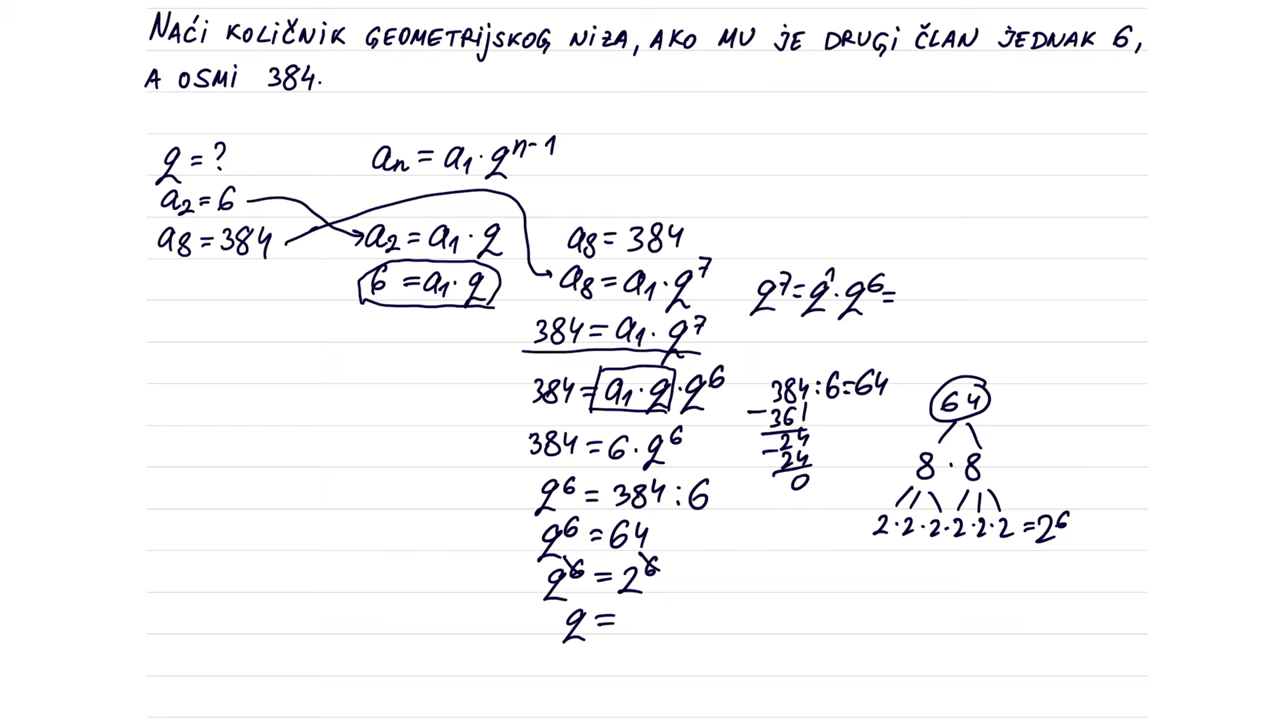 NAĆI KOLIČNIK GEOMETRIJSKOG NIZA, AKO MU JE DRUGI ČLAN JEDNAK 6,
A OSMI 384.
q = ?
a₂ = 6
a₈ = 384
aₙ = a₁ · qⁿ⁻¹
a₂ = a₁ · q
6 = a₁ · q
a₈ = 384
a₈ = a₁ · q⁷
384 = a₁ · q⁷
384 = a₁ · q · q⁶
384 = 6 · q⁶
q⁶ = 384 : 6
q⁶ = 64
q⁶ = 2⁶
q =
q⁷ = q¹ · q⁶ =
384 : 6 = 64
-36
24
-24
0
64
8 · 8
2 · 2 · 2 · 2 · 2 · 2 = 2⁶